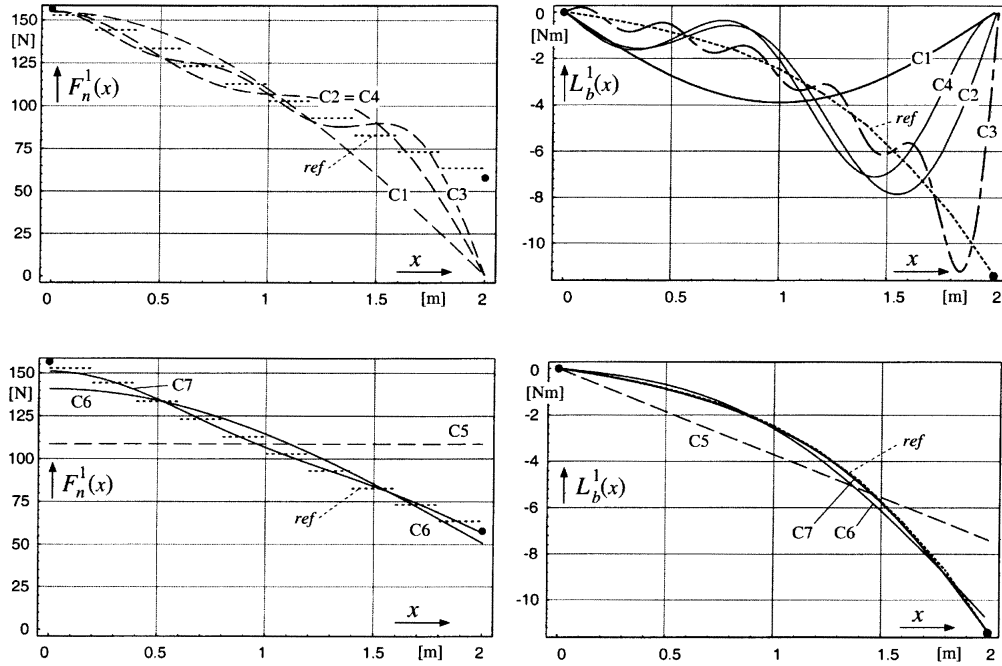 150
[N]
125
100
75
50
25
0
F_n^1(x)
C2 = C4
ref
C1
C3
x
0
0.5
1
1.5
[m]
2
0
[Nm]
-2
-4
-6
-8
-10
L_b^1(x)
C1
C4
C2
ref
C3
x
0
0.5
1
1.5
[m]
2
150
[N]
125
100
75
50
25
0
C7
C6
C5
F_n^1(x)
ref
C6
x
0
0.5
1
1.5
[m]
2
0
[Nm]
-2
-4
-6
-8
-10
L_b^1(x)
C5
ref
C7
C6
x
0
0.5
1
1.5
[m]
2